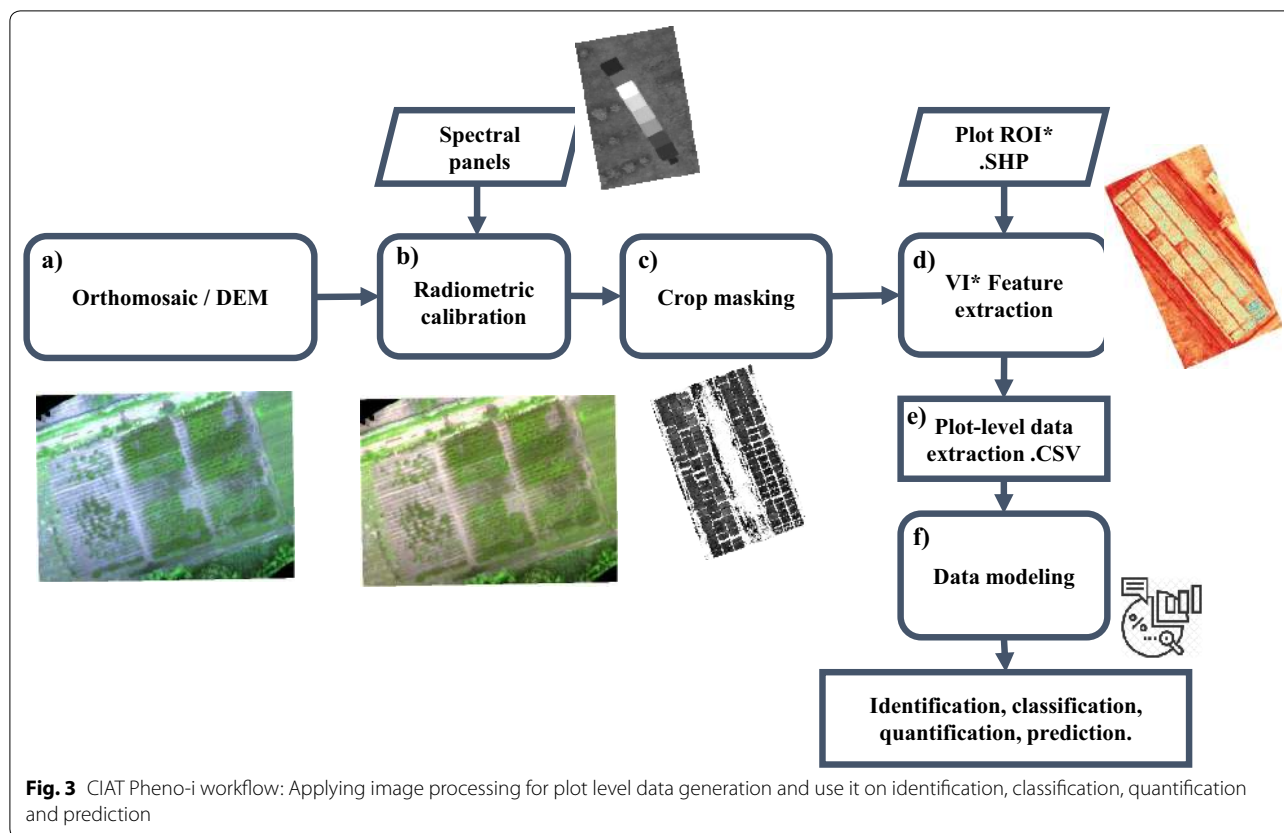 Spectral
panels
Plot ROI*
.SHP
a)
Orthomosaic / DEM
b)
Radiometric
calibration
c)
Crop masking
d)
VI* Feature
extraction
e)
Plot-level data
extraction .CSV
f)
Data modeling
%
Identification, classification,
quantification, prediction.
Fig. 3 CIAT Pheno-i workflow: Applying image processing for plot level data generation and use it on identification, classification, quantification
and prediction